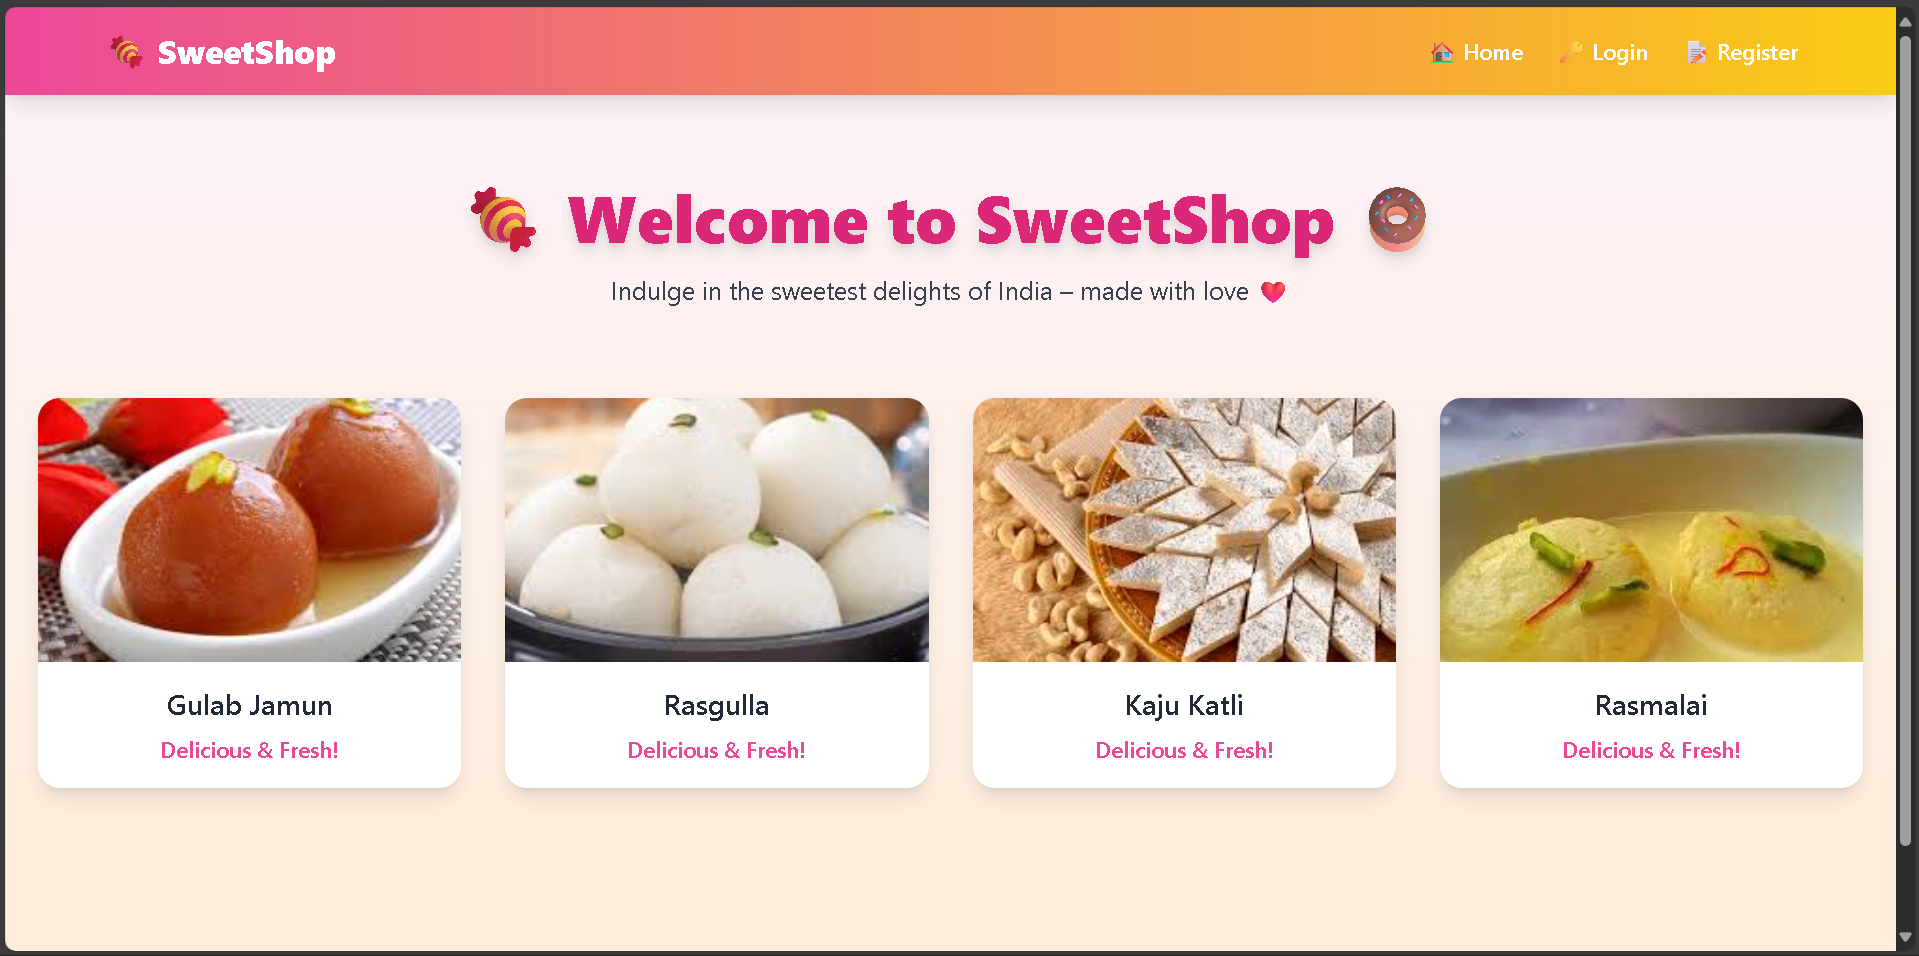 🍬 SweetShop
🏠 Home 🔑 Login 📝 Register
🍬 Welcome to SweetShop 🍩
Indulge in the sweetest delights of India – made with love 💖
Gulab Jamun
Delicious & Fresh!
Rasgulla
Delicious & Fresh!
Kaju Katli
Delicious & Fresh!
Rasmalai
Delicious & Fresh!